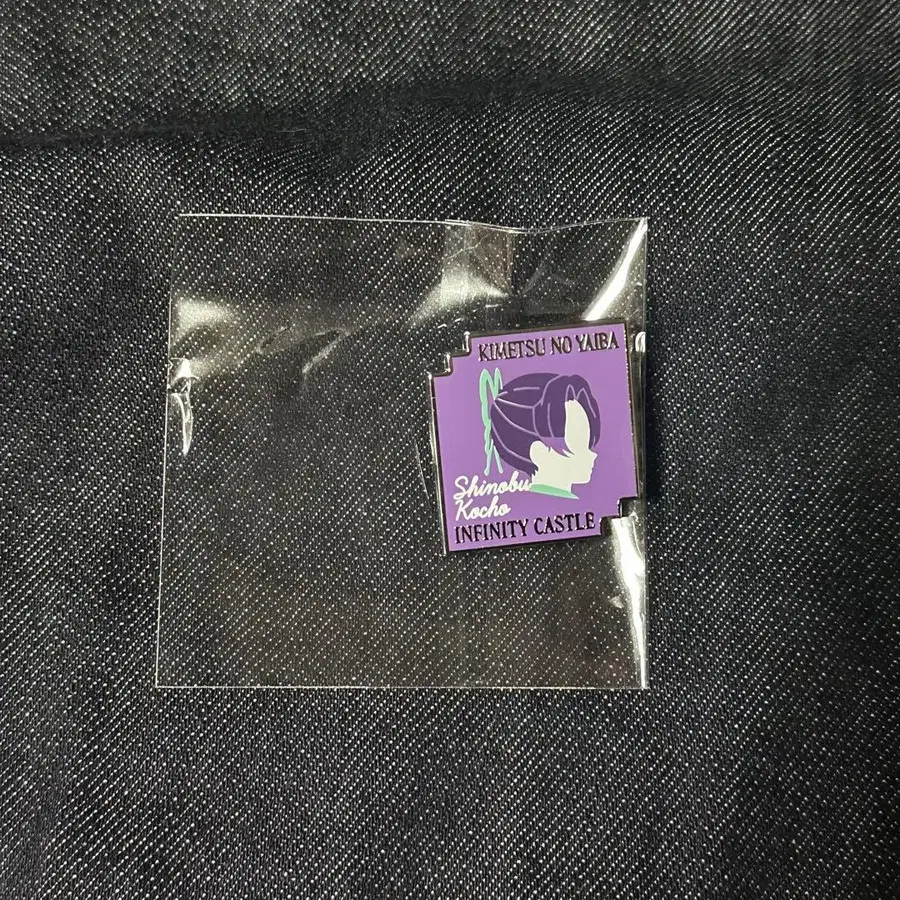 KIMETSU NO YAIBA
Shinobu
Kocho
INFINITY CASTLE